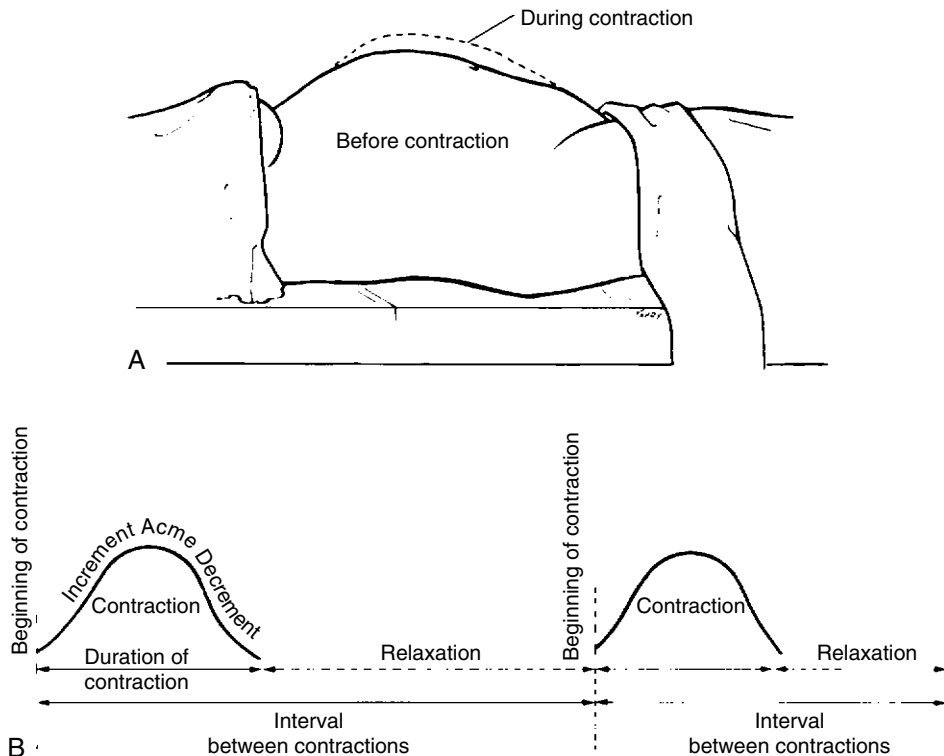 During contraction
Before contraction
A
Beginning of contraction
Increment Acme Decrement
Contraction
Duration of
contraction
Relaxation
Interval
between contractions
Beginning of contraction
Contraction
Relaxation
Interval
between contractions
B